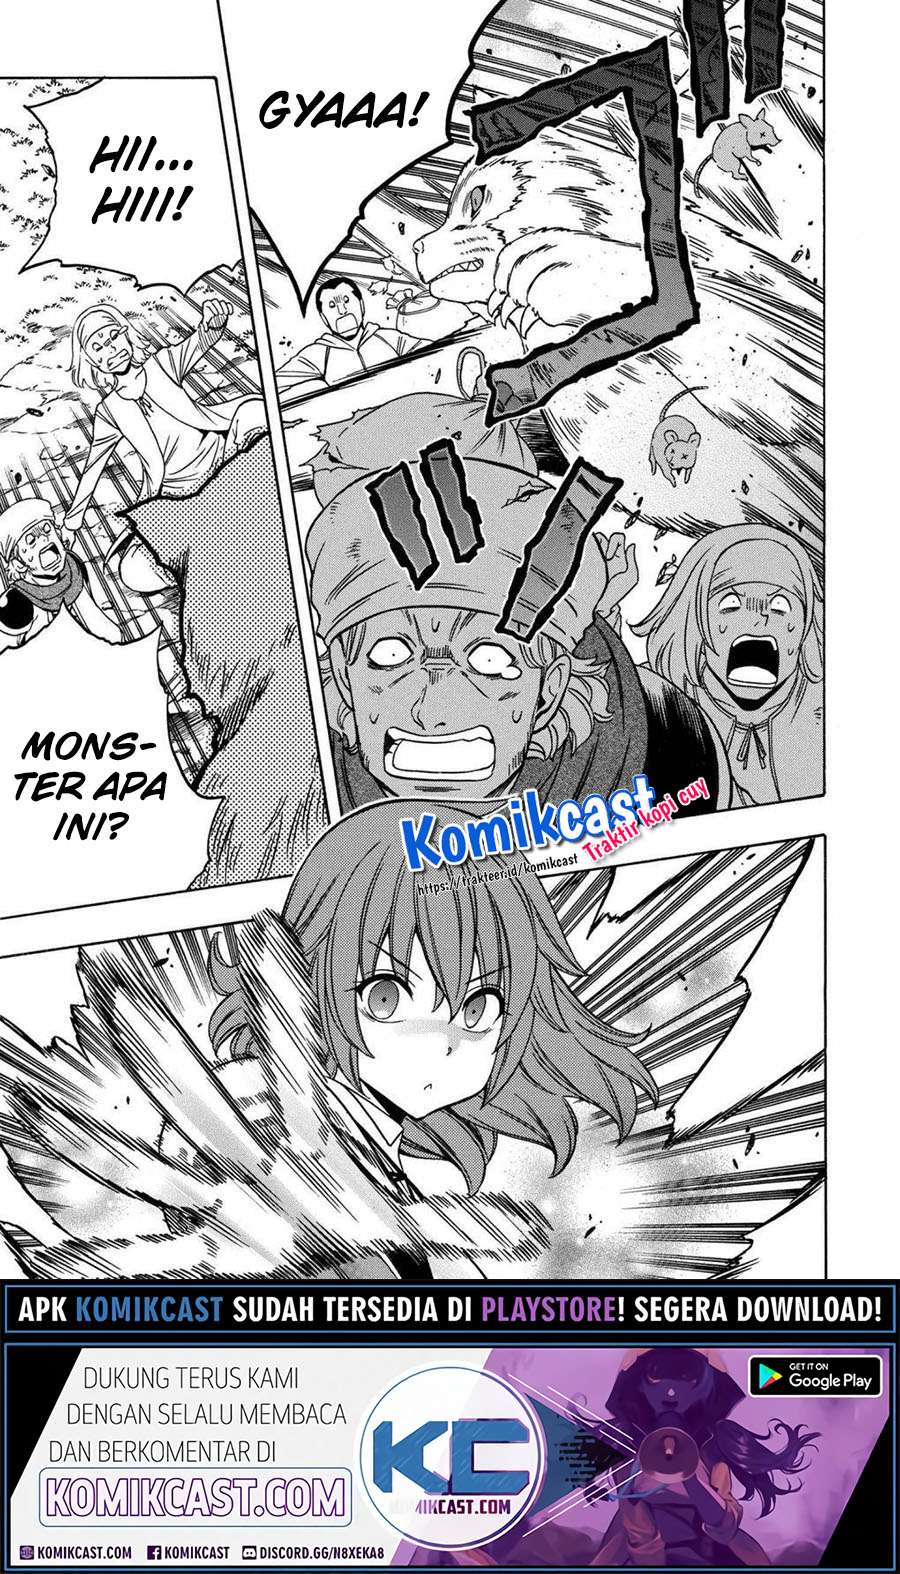 GYAAA!
HII...
HIII!
MONS-
TER APA
INI?
Komikcast
Traktir kopi cuy
https://trakteer.id/komikcast
APK KOMIKCAST SUDAH TERSEDIA DI PLAYSTORE! SEGERA DOWNLOAD!
DUKUNG TERUS KAMI
DENGAN SELALU MEMBACA
DAN BERKOMENTAR DI
KOMIKCAST.COM
KOMIKCAST.COM
KOMIKCAST
DISCORD.GG/N8XEKA8
KC
KOMIKCAST.COM
GET IT ON
Google Play